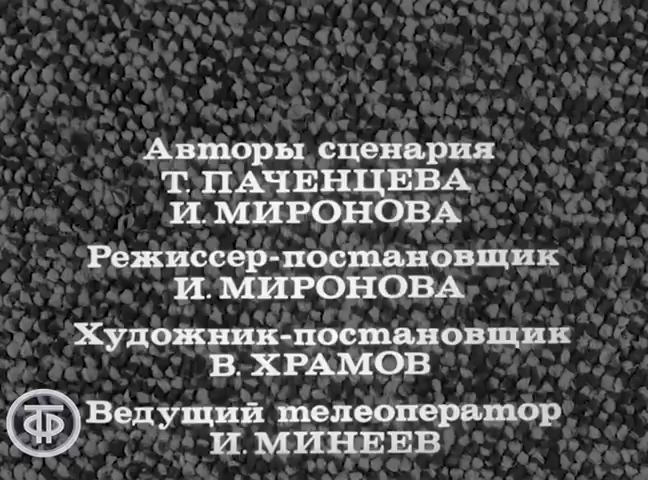 Авторы сценария
Т. ПАЧЕНЦЕВА
И. МИРОНОВА
Режиссер-постановщик
И. МИРОНОВА
Художник-постановщик
В. ХРАМОВ
Ведущий телеоператор
И. МИНЕЕВ